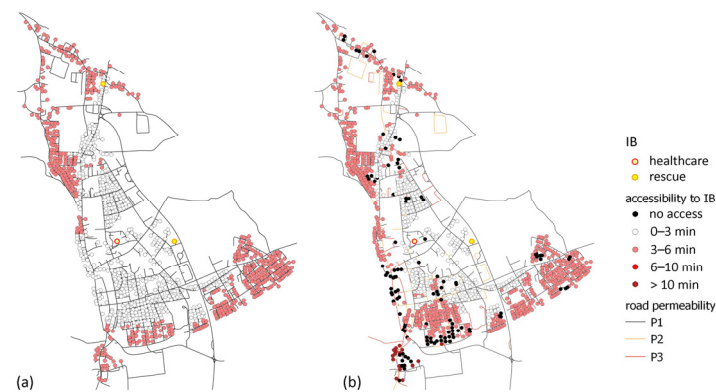 IB
healthcare
rescue
accessibility to IB
no access
0–3 min
3–6 min
6–10 min
> 10 min
road permeability
P1
P2
P3
(a)
(b)